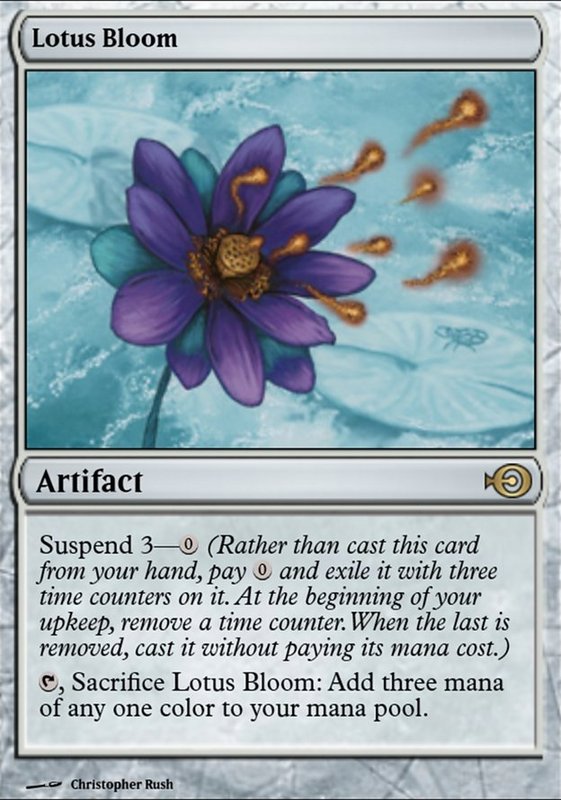 Lotus Bloom
Artifact
Suspend 3—0 (Rather than cast this card
from your hand, pay 0 and exile it with three
time counters on it. At the beginning of your
upkeep, remove a time counter. When the last is
removed, cast it without paying its mana cost.)
, Sacrifice Lotus Bloom: Add three mana
of any one color to your mana pool.
Christopher Rush